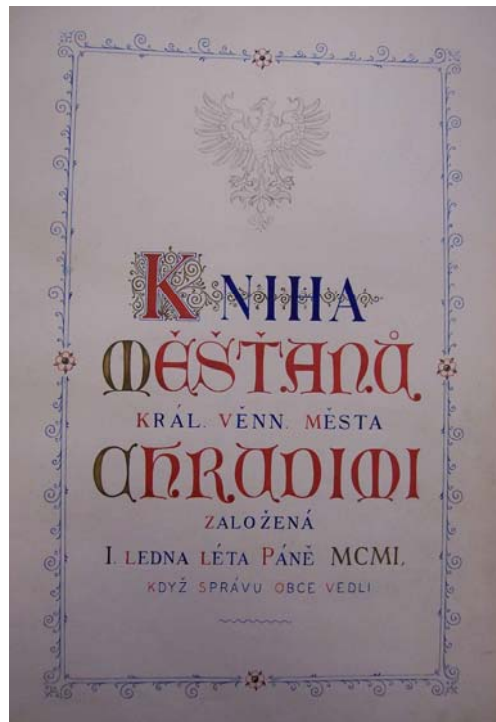 KNIHA
MĚŠŤANŮ
KRÁL. VĚNN. MĚSTA
CHRUDIMI
ZALOŽENÁ
I. LEDNA LÉTA PÁNĚ MCMI,
KDYŽ SPRÁVU OBCE VEDLI